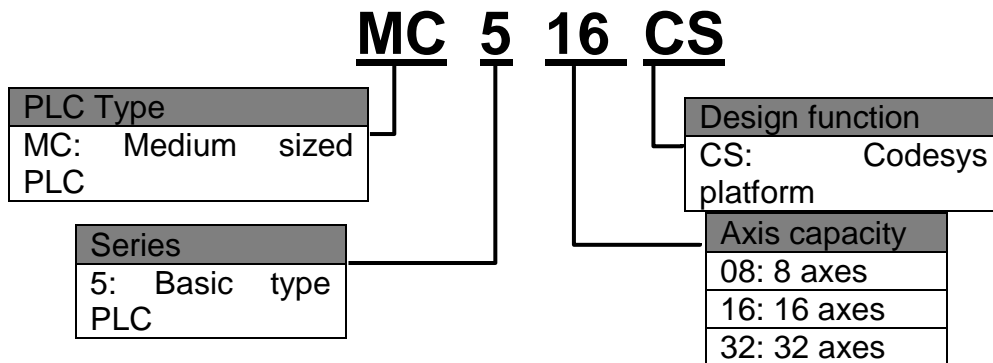 MC 5 16 CS
PLC Type
MC: Medium sized
PLC
Design function
CS: Codesys
platform
Series
5: Basic type
PLC
Axis capacity
08: 8 axes
16: 16 axes
32: 32 axes